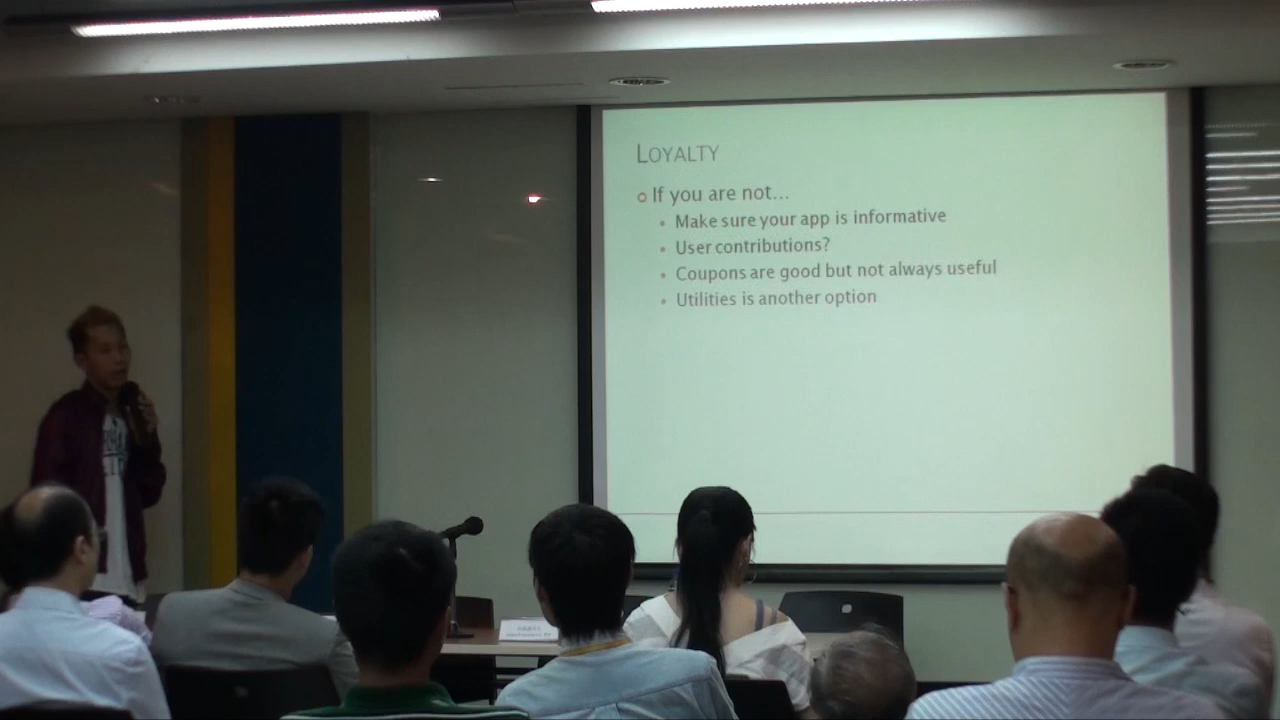 LOYALTY
If you are not...
Make sure your app is informative
User contributions?
Coupons are good but not always useful
Utilities is another option